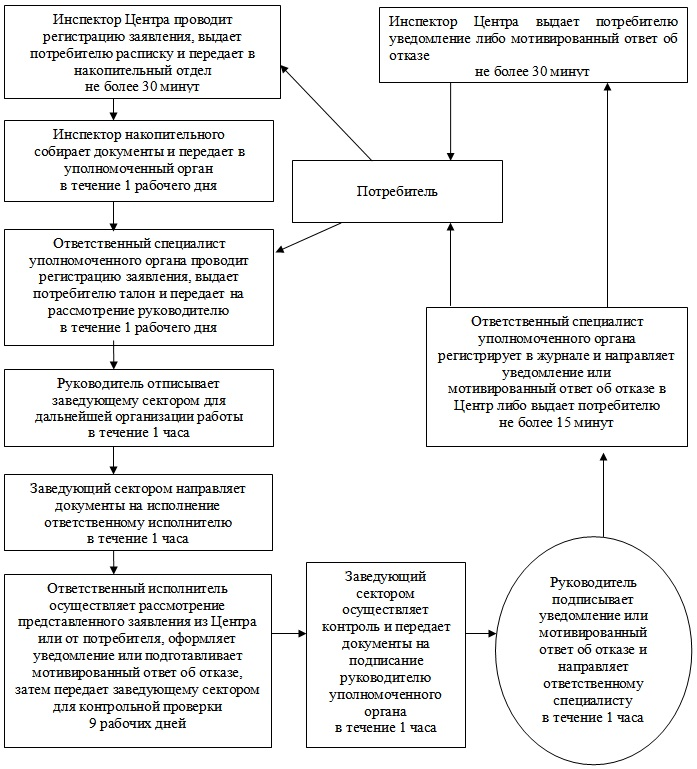 Инспектор Центра проводит
регистрацию заявления, выдает
потребителю расписку и передает в
накопительный отдел
не более 30 минут
Инспектор Центра выдает потребителю
уведомление либо мотивированный ответ об
отказе
не более 30 минут
Инспектор накопительного
собирает документы и передает в
уполномоченный орган
в течение 1 рабочего дня
Потребитель
Ответственный специалист
уполномоченного органа проводит
регистрацию заявления, выдает
потребителю талон и передает на
рассмотрение руководителю
в течение 1 рабочего дня
Ответственный специалист
уполномоченного органа
регистрирует в журнале и направляет
уведомление или
мотивированный ответ об отказе в
Центр либо выдает потребителю
не более 15 минут
Руководитель отписывает
заведующему сектором для
дальнейшей организации работы
в течение 1 часа
Заведующий сектором направляет
документы на исполнение
ответственному исполнителю
в течение 1 часа
Ответственный исполнитель
осуществляет рассмотрение
представленного заявления из Центра
или от потребителя, оформляет
уведомление или подготавливает
мотивированный ответ об отказе,
затем передает заведующему сектором
для контрольной проверки
9 рабочих дней
Заведующий
сектором
осуществляет
контроль и передает
документы на
подписание
руководителю
уполномоченного
органа
в течение 1 часа
Руководитель
подписывает
уведомление или
мотивированный
ответ об отказе и
направляет
ответственному
специалисту
в течение 1 часа